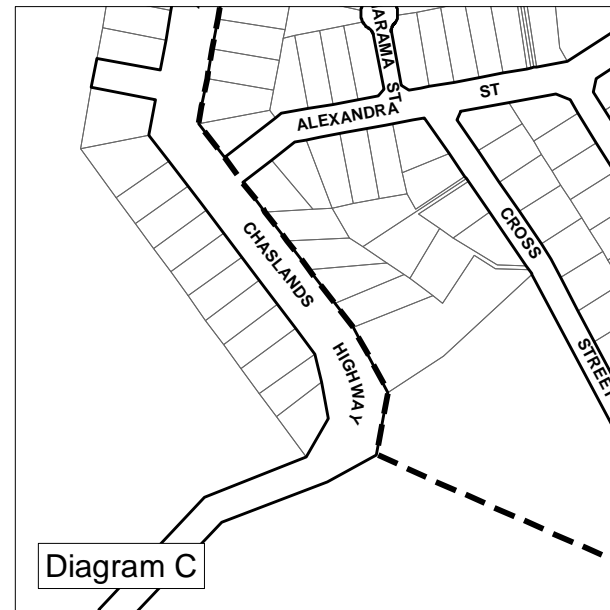 ARAMA ST
ALEXANDRA ST
CROSS STREET
CHASLANDS HIGHWAY
Diagram C